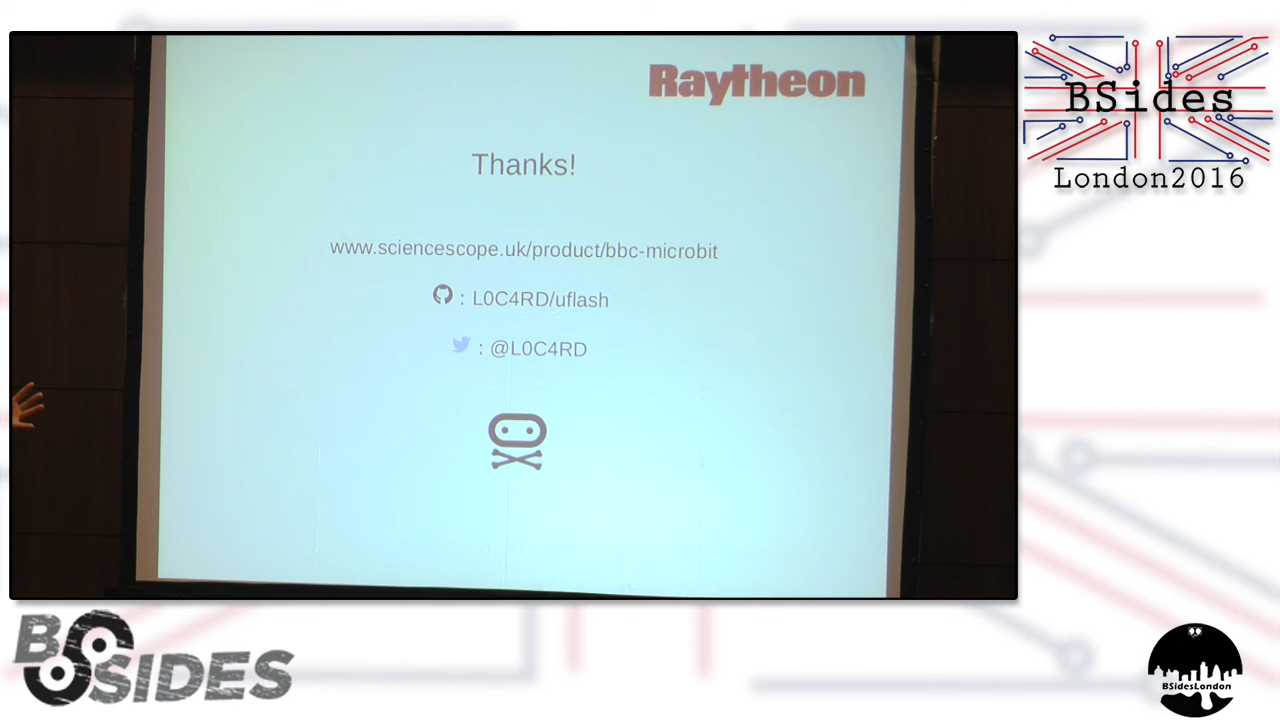 Raytheon
Thanks!
www.sciencescope.uk/product/bbc-microbit
: L0C4RD/uflash
: @L0C4RD
BSides
London2016
BSIDES
BSidesLondon